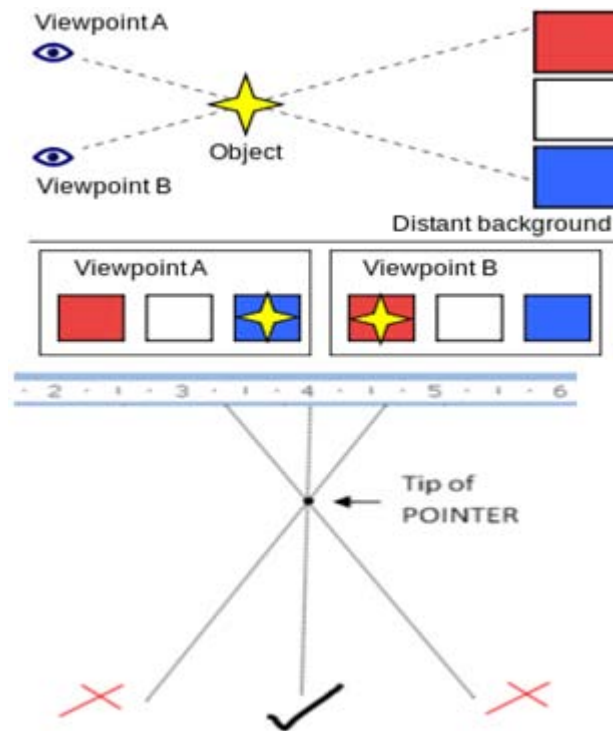 Viewpoint A
Object
Viewpoint B
Distant background
Viewpoint A
Viewpoint B
2 3 4 5 6
Tip of
POINTER